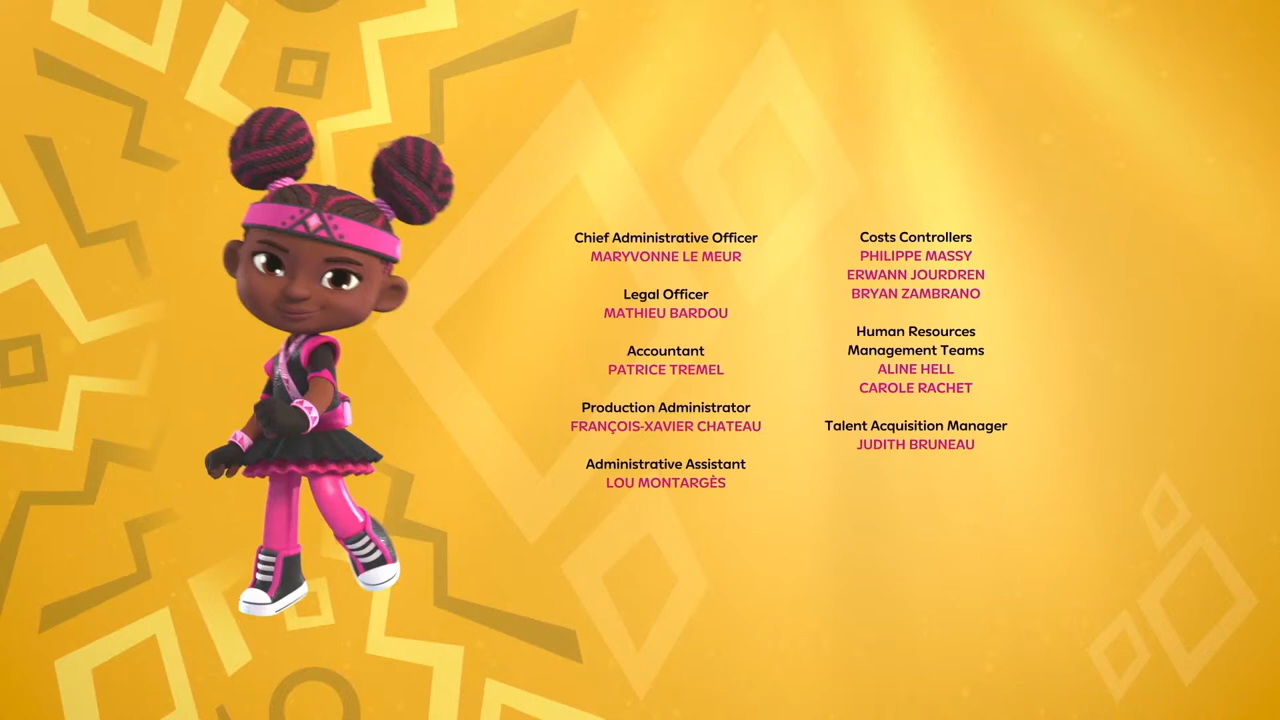 Chief Administrative Officer
MARYVONNE LE MEUR
Legal Officer
MATHIEU BARDOU
Accountant
PATRICE TREMEL
Production Administrator
FRANÇOIS-XAVIER CHATEAU
Administrative Assistant
LOU MONTARGÈS
Costs Controllers
PHILIPPE MASSY
ERWANN JOURDREN
BRYAN ZAMBRANO
Human Resources
Management Teams
ALINE HELL
CAROLE RACHET
Talent Acquisition Manager
JUDITH BRUNEAU